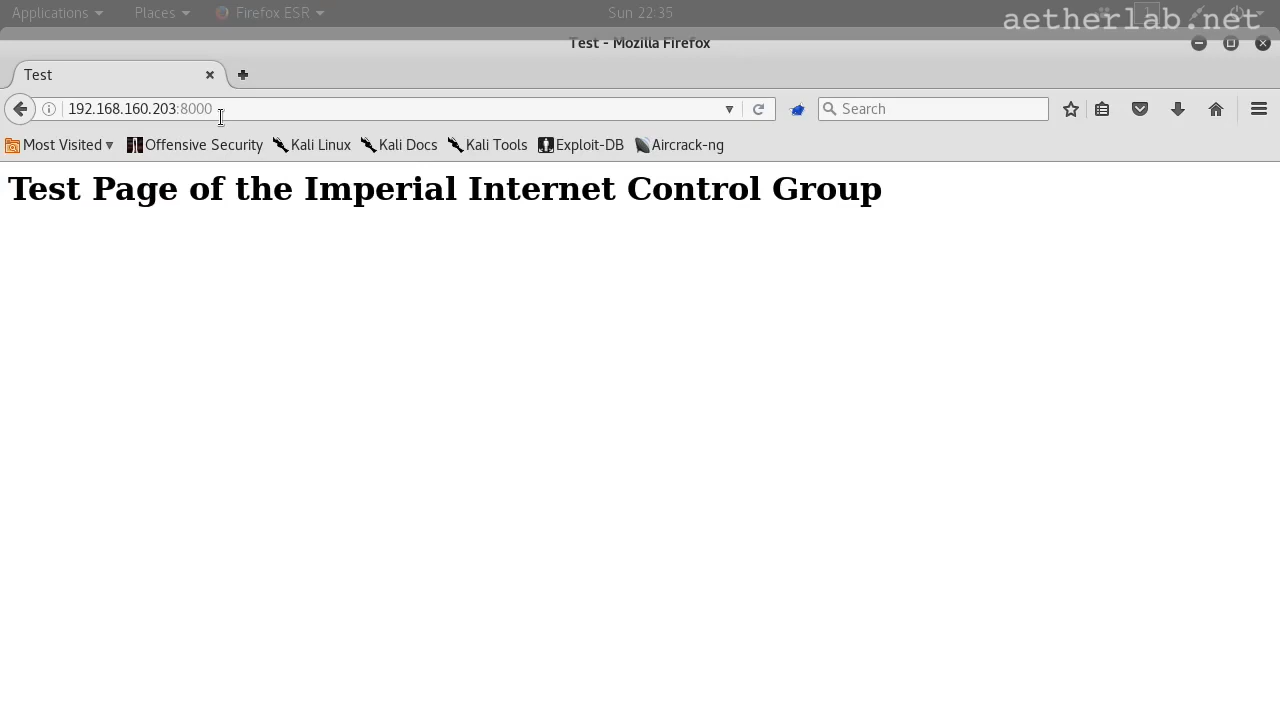 Applications Places Firefox ESR Sun 22:35 1
aetherlab.net
Test - Mozilla Firefox
Test
192.168.160.203:8000 Search
Most Visited Offensive Security Kali Linux Kali Docs Kali Tools Exploit-DB Aircrack-ng
Test Page of the Imperial Internet Control Group